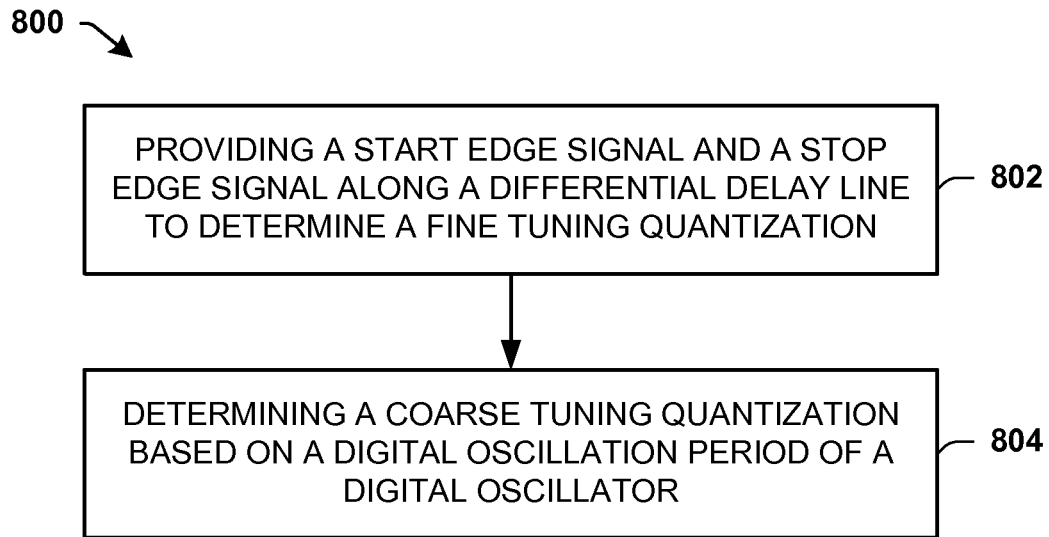 800
PROVIDING A START EDGE SIGNAL AND A STOP
EDGE SIGNAL ALONG A DIFFERENTIAL DELAY LINE
TO DETERMINE A FINE TUNING QUANTIZATION
802
DETERMINING A COARSE TUNING QUANTIZATION
BASED ON A DIGITAL OSCILLATION PERIOD OF A
DIGITAL OSCILLATOR
804